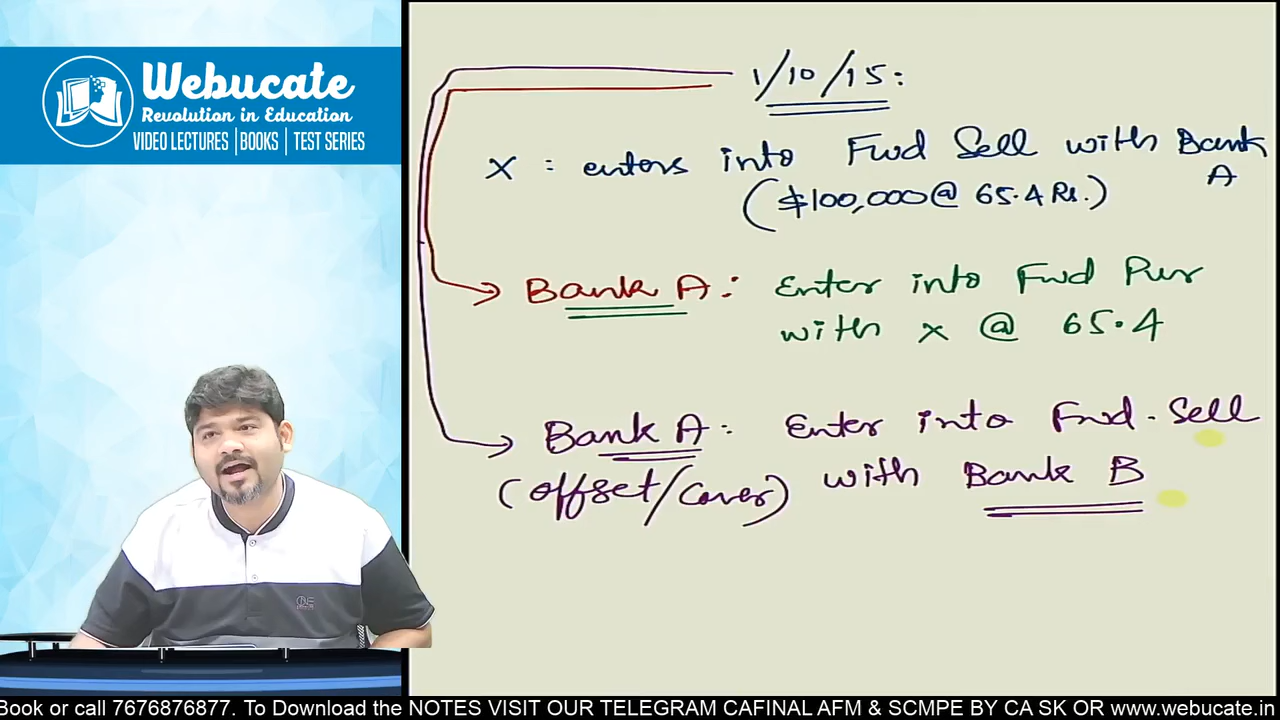 Webucate
Revolution in Education
VIDEO LECTURES | BOOKS | TEST SERIES
1/10/15:
X : enters into Fwd Sell with Bank A
($100,000 @ 65.4 Rs.)
Bank A: Enter into Fwd Pur
with X @ 65.4
Bank A: Enter into Fwd. Sell
(Offset/Cover) with Bank B
Book or call 7676876877. To Download the NOTES VISIT OUR TELEGRAM CAFINAL AFM & SCMPE BY CA SK OR www.webucate.in